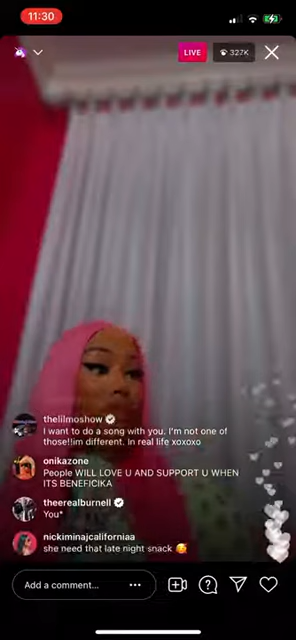 11:30
LIVE
327K
thelilmoshow
I want to do a song with you. I'm not one of
those!!im different. In real life xoxoxo
onikazone
People WILL LOVE U AND SUPPORT U WHEN
ITS BENEFICIKA
theerealburnell
You*
nickiminajcaliforniaa
she need that late night snack 🥰
Add a comment...